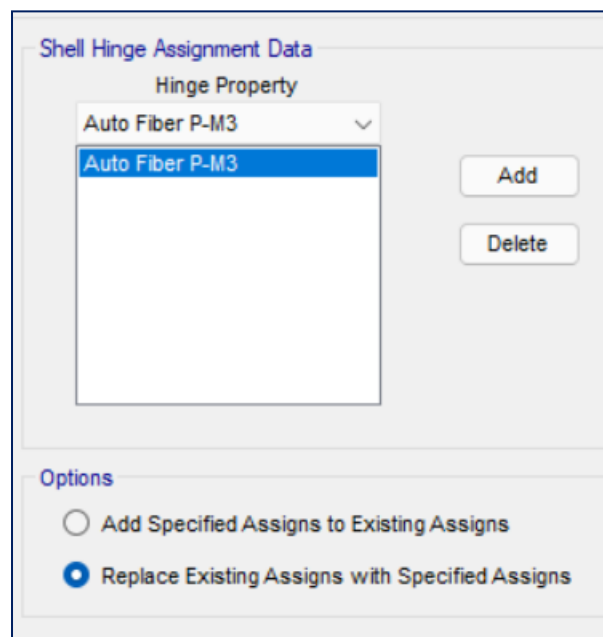 Shell Hinge Assignment Data
Hinge Property
Auto Fiber P-M3
Auto Fiber P-M3
Add
Delete
Options
Add Specified Assigns to Existing Assigns
Replace Existing Assigns with Specified Assigns